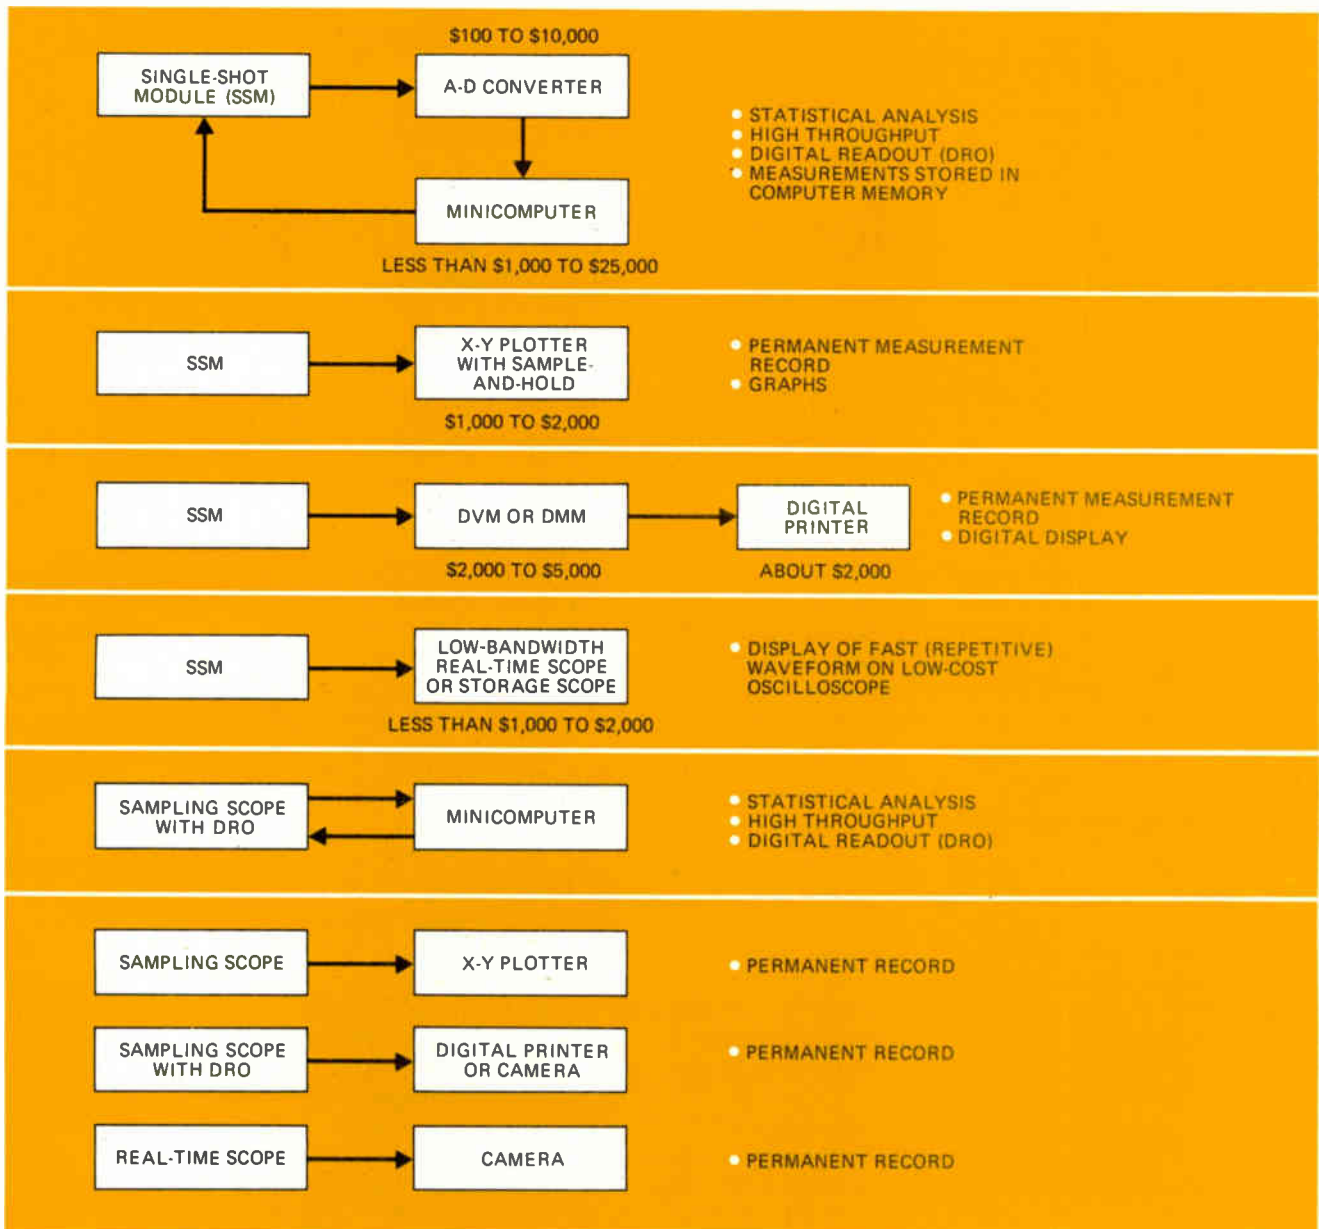 $100 TO $10,000
SINGLE-SHOT
MODULE (SSM)
A-D CONVERTER
MINICOMPUTER
LESS THAN $1,000 TO $25,000
• STATISTICAL ANALYSIS
• HIGH THROUGHPUT
• DIGITAL READOUT (DRO)
• MEASUREMENTS STORED IN
COMPUTER MEMORY
SSM
X-Y PLOTTER
WITH SAMPLE-
AND-HOLD
$1,000 TO $2,000
• PERMANENT MEASUREMENT
RECORD
• GRAPHS
SSM
DVM OR DMM
$2,000 TO $5,000
DIGITAL
PRINTER
ABOUT $2,000
• PERMANENT MEASUREMENT
RECORD
• DIGITAL DISPLAY
SSM
LOW-BANDWIDTH
REAL-TIME SCOPE
OR STORAGE SCOPE
LESS THAN $1,000 TO $2,000
• DISPLAY OF FAST (REPETITIVE)
WAVEFORM ON LOW-COST
OSCILLOSCOPE
SAMPLING SCOPE
WITH DRO
MINICOMPUTER
• STATISTICAL ANALYSIS
• HIGH THROUGHPUT
• DIGITAL READOUT (DRO)
SAMPLING SCOPE
X-Y PLOTTER
• PERMANENT RECORD
SAMPLING SCOPE
WITH DRO
DIGITAL PRINTER
OR CAMERA
• PERMANENT RECORD
REAL-TIME SCOPE
CAMERA
• PERMANENT RECORD